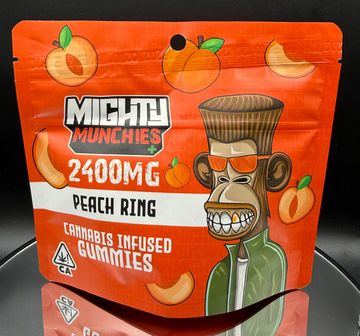 MIGHTY
MUNCHIES
2400MG
PEACH RING
CANNABIS INFUSED
GUMMIES
CA